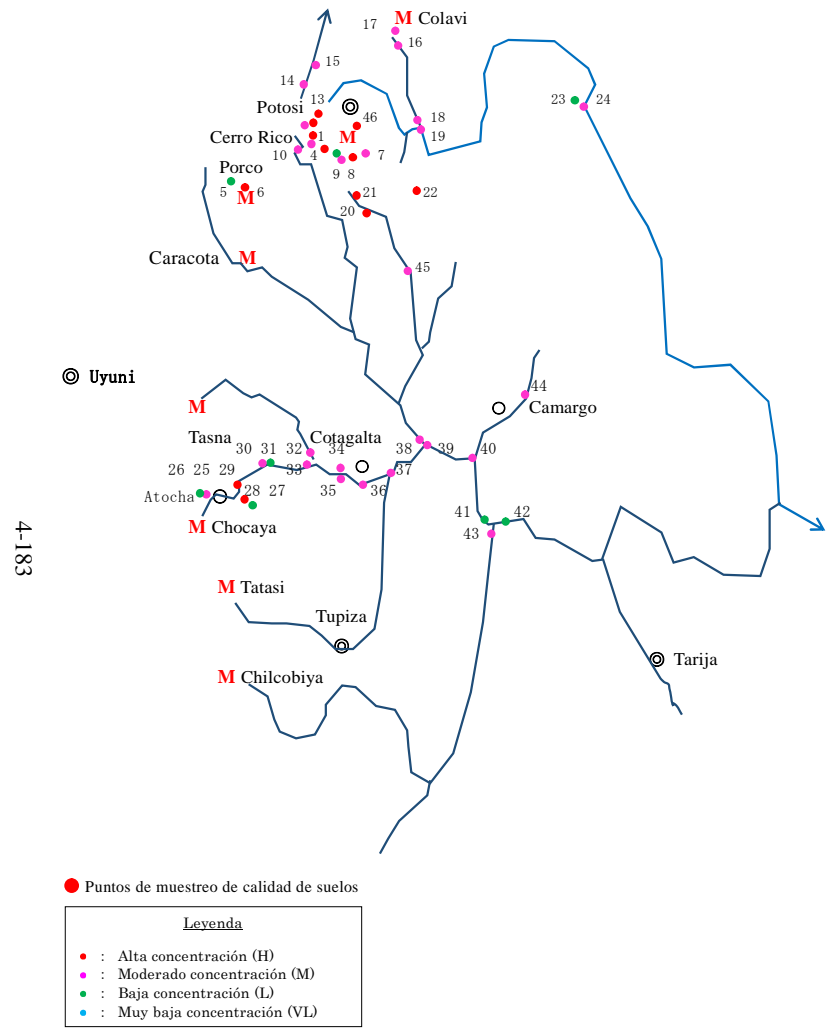 17 M Colavi
16
15
14
13
Potosi
46
23 24
18
19
Cerro Rico 1 M
10 4 7
9 8
Porco
5 M 6
21 22
20
Caracota M
45
Uyuni
M
44
Camargo
Tasna Cotagalta
30 31 32 34 38 39 40
26 25 29 33 37
Atocha 28 27 35 36
M Chocaya
41 42
43
4-183
M Tatasi
Tupiza
Tarija
M Chilcobiya
Puntos de muestreo de calidad de suelos
Leyenda
: Alta concentración (H)
: Moderado concentración (M)
: Baja concentración (L)
: Muy baja concentración (VL)